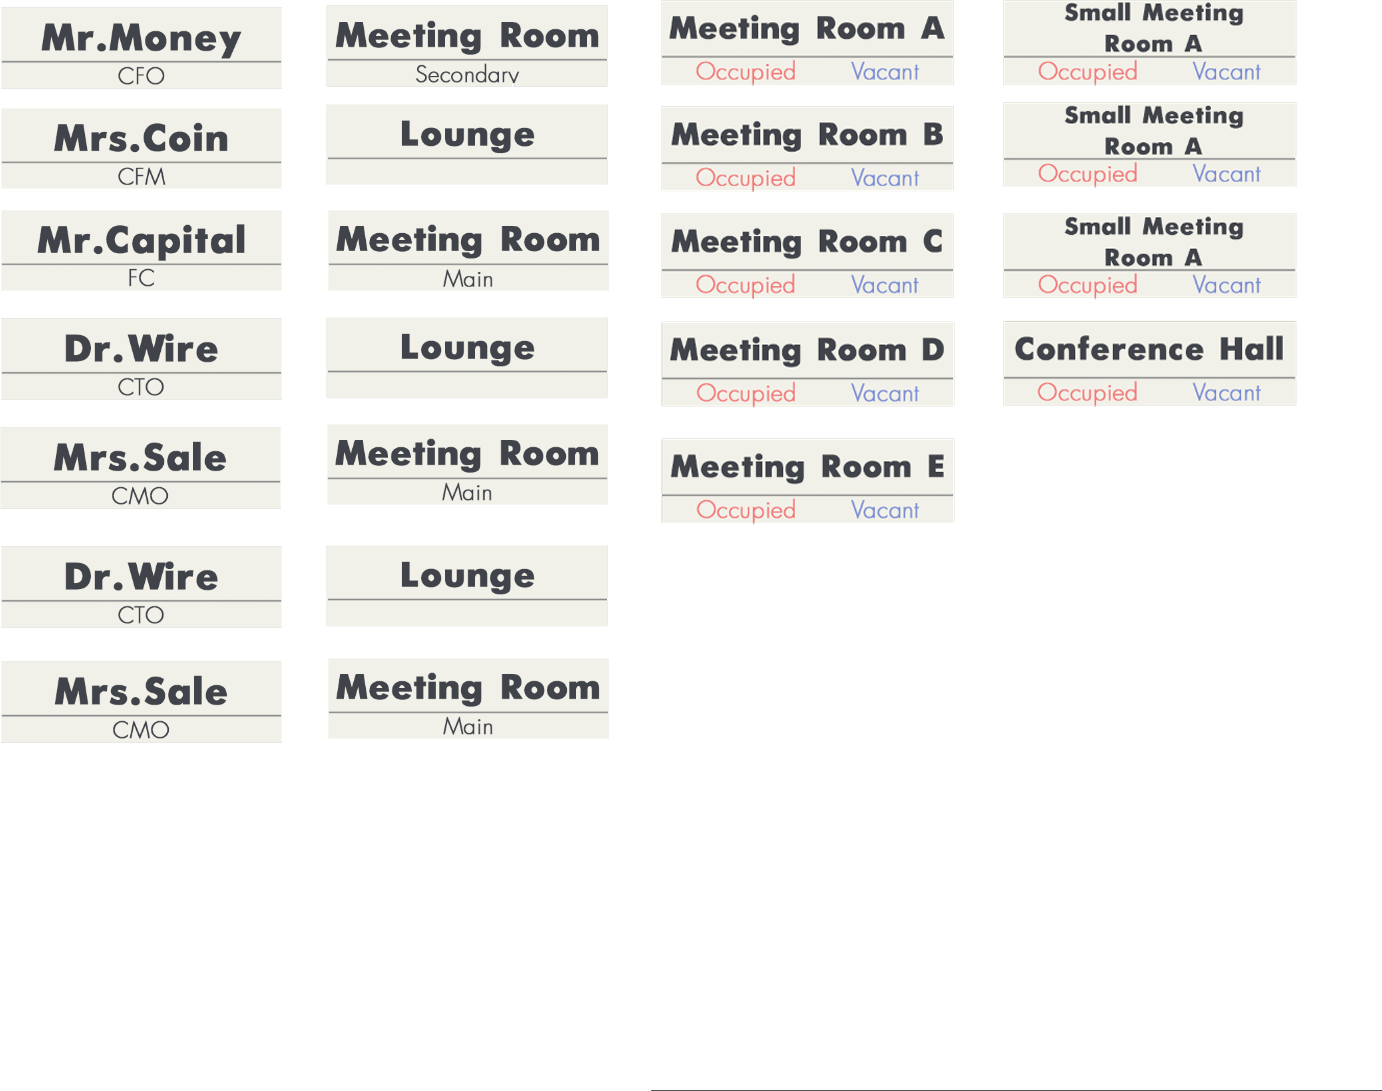 Mr.Money
CFO
Mrs.Coin
CFM
Mr.Capital
FC
Dr.Wire
CTO
Mrs.Sale
CMO
Dr.Wire
CTO
Mrs.Sale
CMO
Meeting Room
Secondary
Lounge
Meeting Room
Main
Lounge
Meeting Room
Main
Lounge
Meeting Room
Main
Meeting Room A
Occupied Vacant
Meeting Room B
Occupied Vacant
Meeting Room C
Occupied Vacant
Meeting Room D
Occupied Vacant
Meeting Room E
Occupied Vacant
Small Meeting
Room A
Occupied Vacant
Small Meeting
Room A
Occupied Vacant
Small Meeting
Room A
Occupied Vacant
Conference Hall
Occupied Vacant